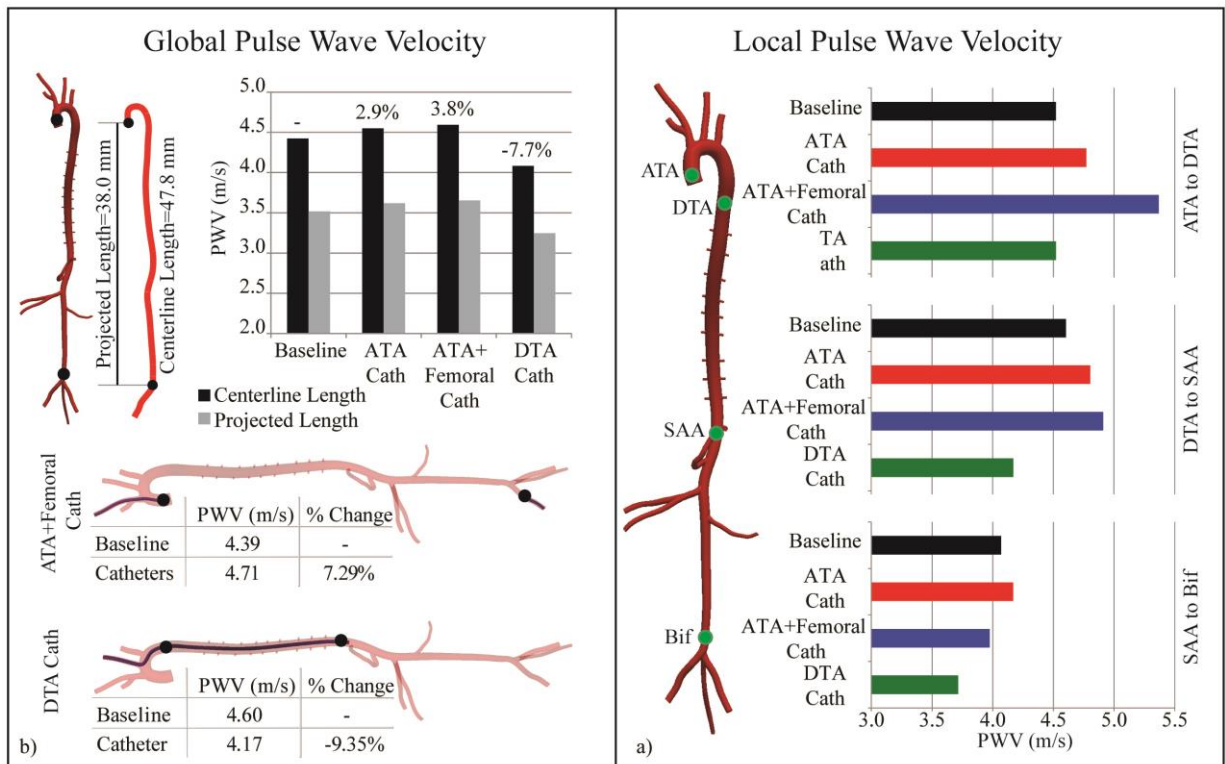 Global Pulse Wave Velocity
Projected Length=38.0 mm
Centerline Length=47.8 mm
PWV (m/s)
5.0
4.5
4.0
3.5
3.0
2.5
2.0
-
2.9%
3.8%
-7.7%
Baseline
ATA
Cath
ATA+
Femoral
Cath
DTA
Cath
Centerline Length
Projected Length
ATA+Femoral
Cath
PWV (m/s) % Change
Baseline 4.39 -
Catheters 4.71 7.29%
DTA Cath
PWV (m/s) % Change
Baseline 4.60 -
Catheter 4.17 -9.35%
b)
Local Pulse Wave Velocity
ATA
DTA
SAA
Bif
Baseline
ATA
Cath
ATA+Femoral
Cath
TA
ath
ATA to DTA
Baseline
ATA
Cath
ATA+Femoral
Cath
DTA
Cath
DTA to SAA
Baseline
ATA
Cath
ATA+Femoral
Cath
DTA
Cath
SAA to Bif
3.0 3.5 4.0 4.5 5.0 5.5
PWV (m/s)
a)